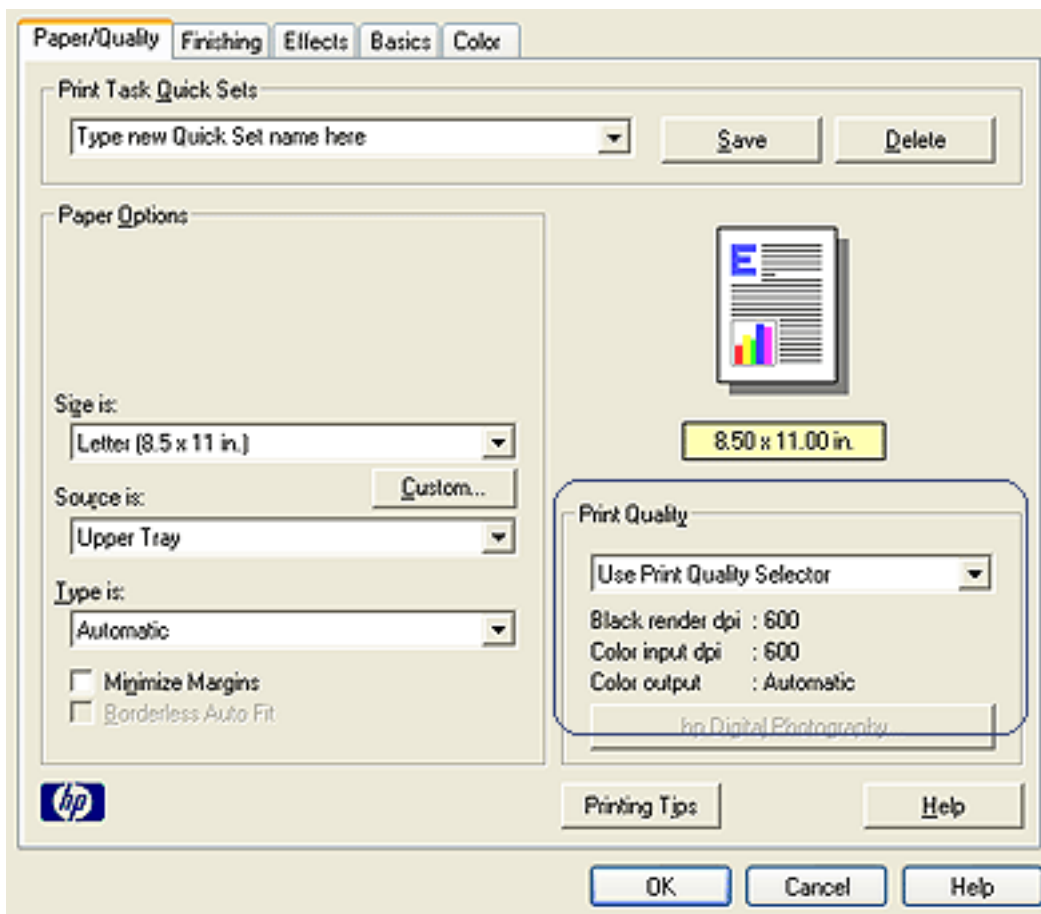 Paper/Quality Finishing Effects Basics Color
Print Task Quick Sets
Type new Quick Set name here Save Delete
Paper Options
E
Size is:
Letter (8.5 x 11 in.)
8.50 x 11.00 in.
Custom...
Source is:
Upper Tray
Print Quality
Use Print Quality Selector
Type is:
Automatic
Black render dpi : 600
Color input dpi : 600
Color output : Automatic
Minimize Margins
Borderless Auto Fit
hp Digital Photography...
hp
Printing Tips Help
OK Cancel Help